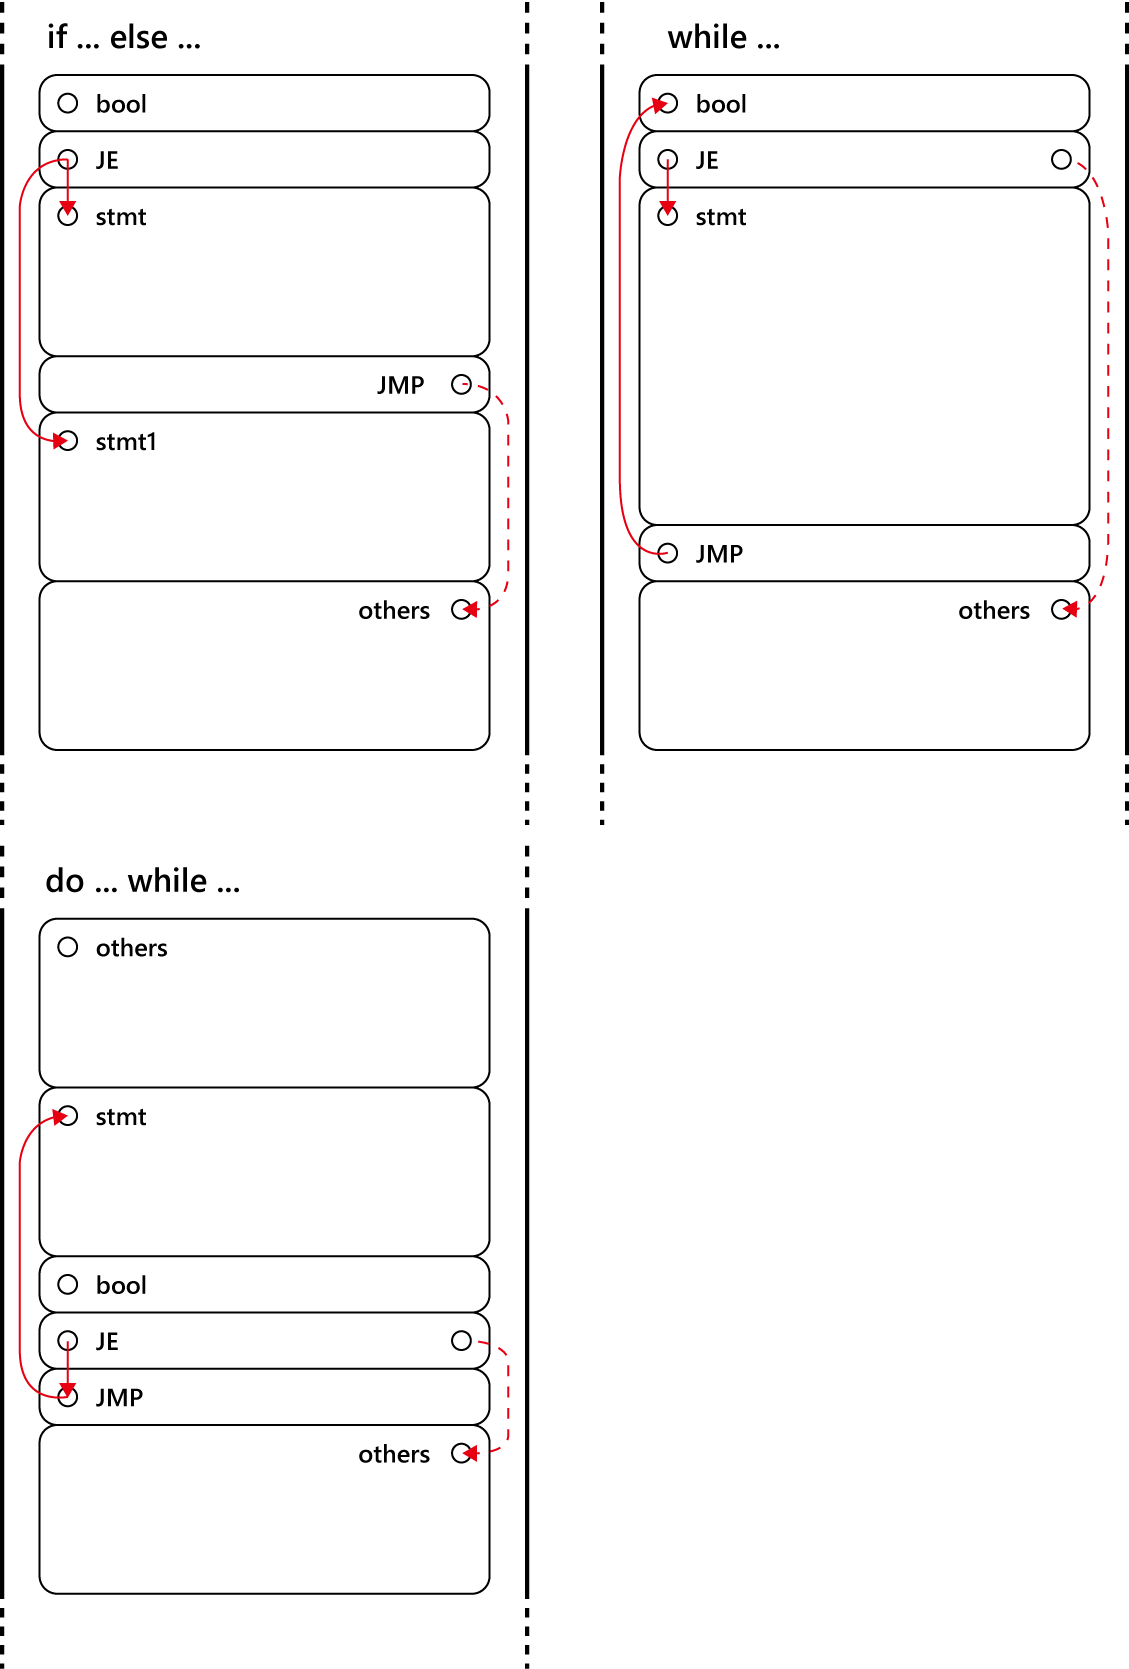 if ... else ...
bool
JE
stmt
JMP
stmt1
others
while ...
bool
JE
stmt
JMP
others
do ... while ...
others
stmt
bool
JE
JMP
others